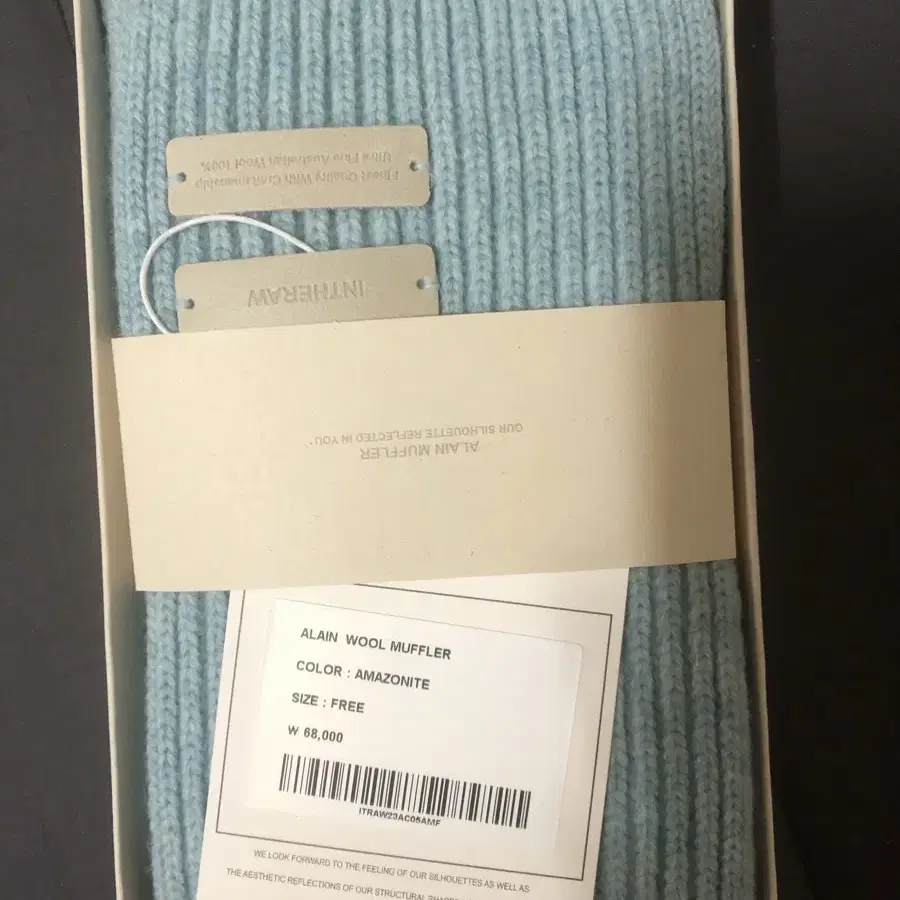 Finest Quality With Craftsmanship
Ultra Fine Australian Wool 100%
INTHERAW
ALAIN MUFFLER
OUR SILHOUETTE REFLECTED IN YOU"
ALAIN WOOL MUFFLER
COLOR : AMAZONITE
SIZE : FREE
₩ 68,000
ITRAW23AC05AMF
WE LOOK FORWARD TO THE FEELING OF OUR SILHOUETTES AS WELL AS
THE AESTHETIC REFLECTIONS OF OUR STRUCTURAL